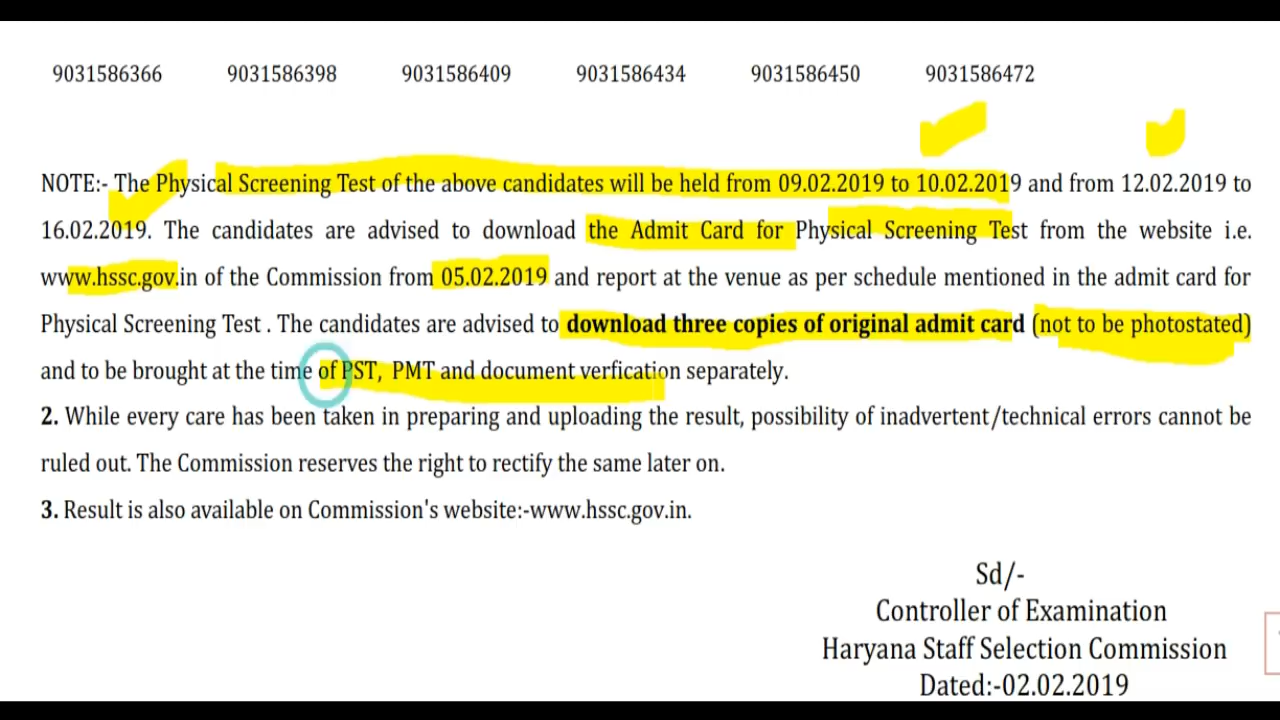 9031586366 9031586398 9031586409 9031586434 9031586450 9031586472
NOTE:- The Physical Screening Test of the above candidates will be held from 09.02.2019 to 10.02.2019 and from 12.02.2019 to
16.02.2019. The candidates are advised to download the Admit Card for Physical Screening Test from the website i.e.
www.hssc.gov.in of the Commission from 05.02.2019 and report at the venue as per schedule mentioned in the admit card for
Physical Screening Test . The candidates are advised to download three copies of original admit card (not to be photostated)
and to be brought at the time of PST, PMT and document verfication separately.
2. While every care has been taken in preparing and uploading the result, possibility of inadvertent/technical errors cannot be
ruled out. The Commission reserves the right to rectify the same later on.
3. Result is also available on Commission's website:-www.hssc.gov.in.
Sd/-
Controller of Examination
Haryana Staff Selection Commission
Dated:-02.02.2019